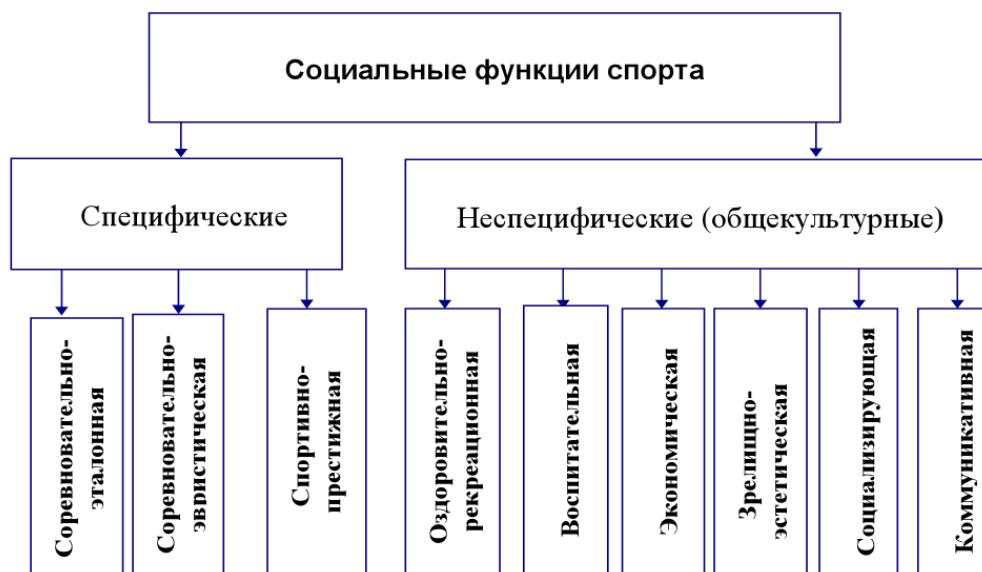 Социальные функции спорта
Специфические
Неспецифические (общекультурные)
Соревновательно-
эталонная
Соревновательно-
эвристическая
Спортивно-
престижная
Оздоровительно-
рекреационная
Воспитательная
Экономическая
Зрелищно-
эстетическая
Социализирующая
Коммуникативная